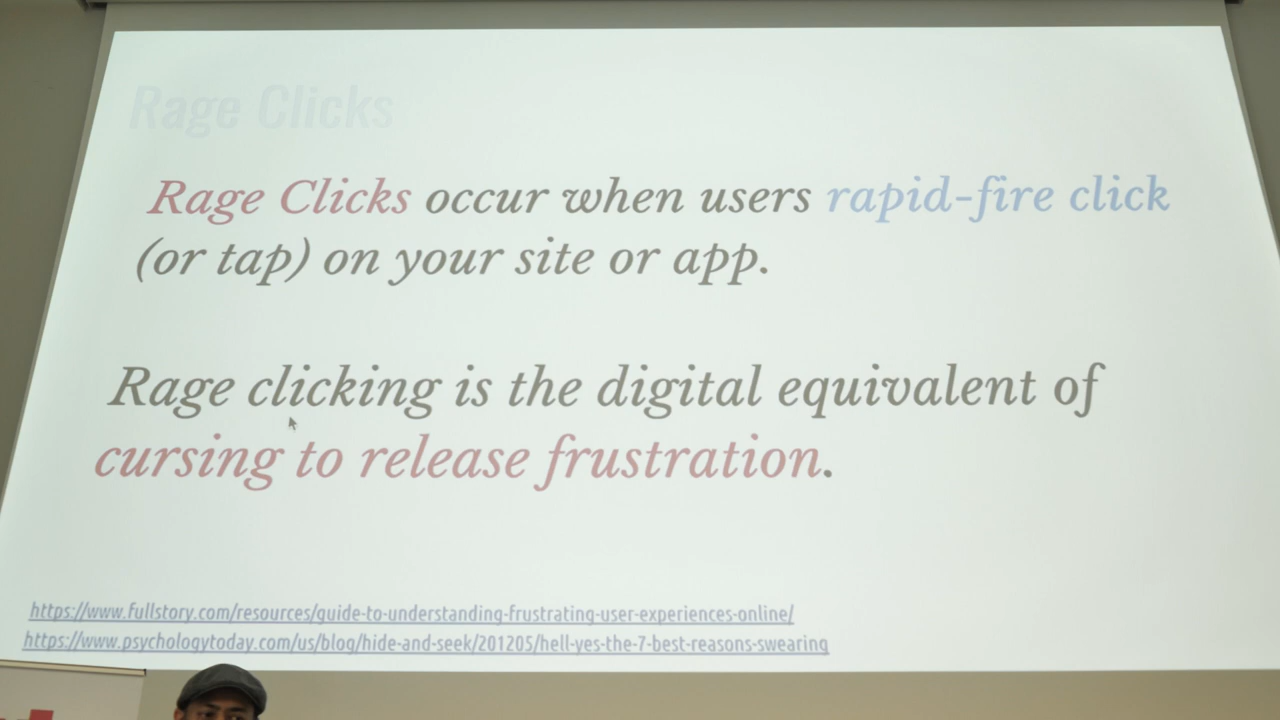 Rage Clicks
Rage Clicks occur when users rapid-fire click
(or tap) on your site or app.
Rage clicking is the digital equivalent of
cursing to release frustration.
https://www.fullstory.com/resources/guide-to-understanding-frustrating-user-experiences-online/
https://www.psychologytoday.com/us/blog/hide-and-seek/201205/hell-yes-the-7-best-reasons-swearing